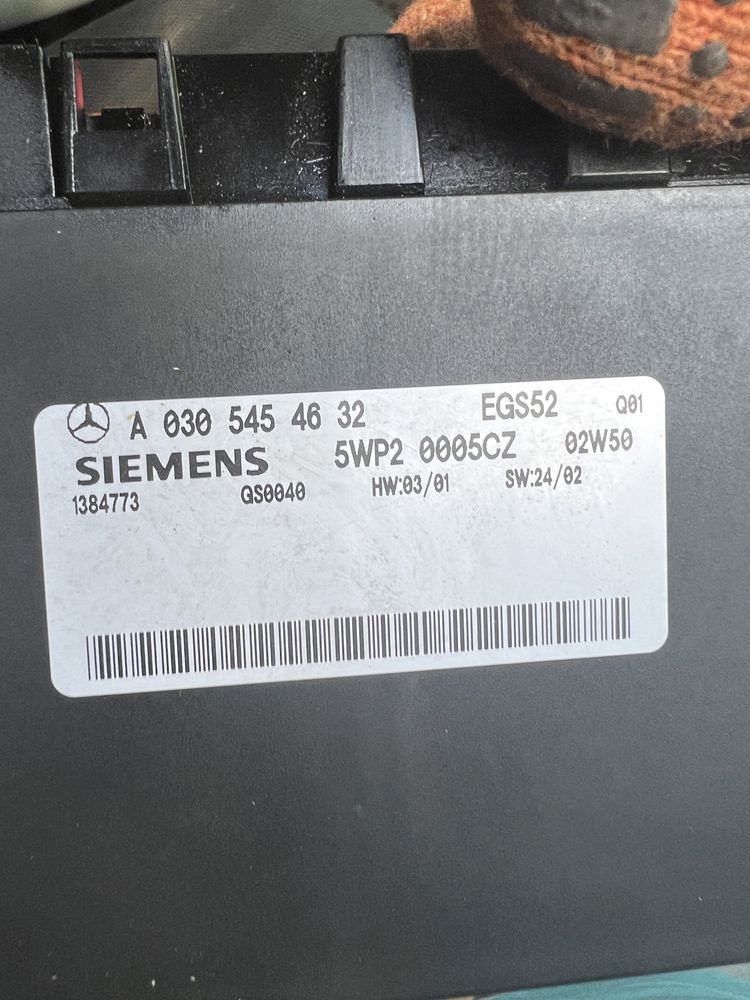 A 030 545 46 32 EGS52 Q01
SIEMENS 5WP2 0005CZ 02W50
1384773 QS0040 HW:03/01 SW:24/02